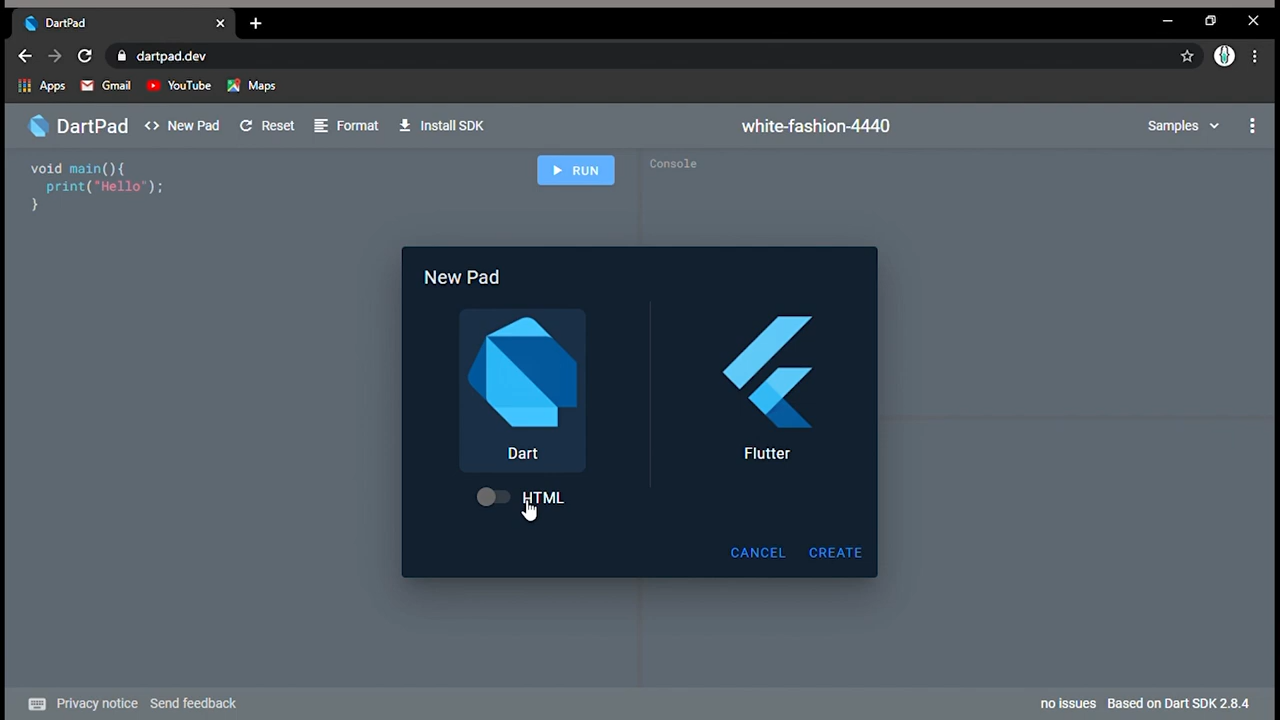 DartPad
dartpad.dev
Apps Gmail YouTube Maps
DartPad <> New Pad Reset Format Install SDK white-fashion-4440 Samples
void main(){
print("Hello");
}
RUN
Console
New Pad
Dart
Flutter
HTML
CANCEL CREATE
Privacy notice Send feedback no issues Based on Dart SDK 2.8.4